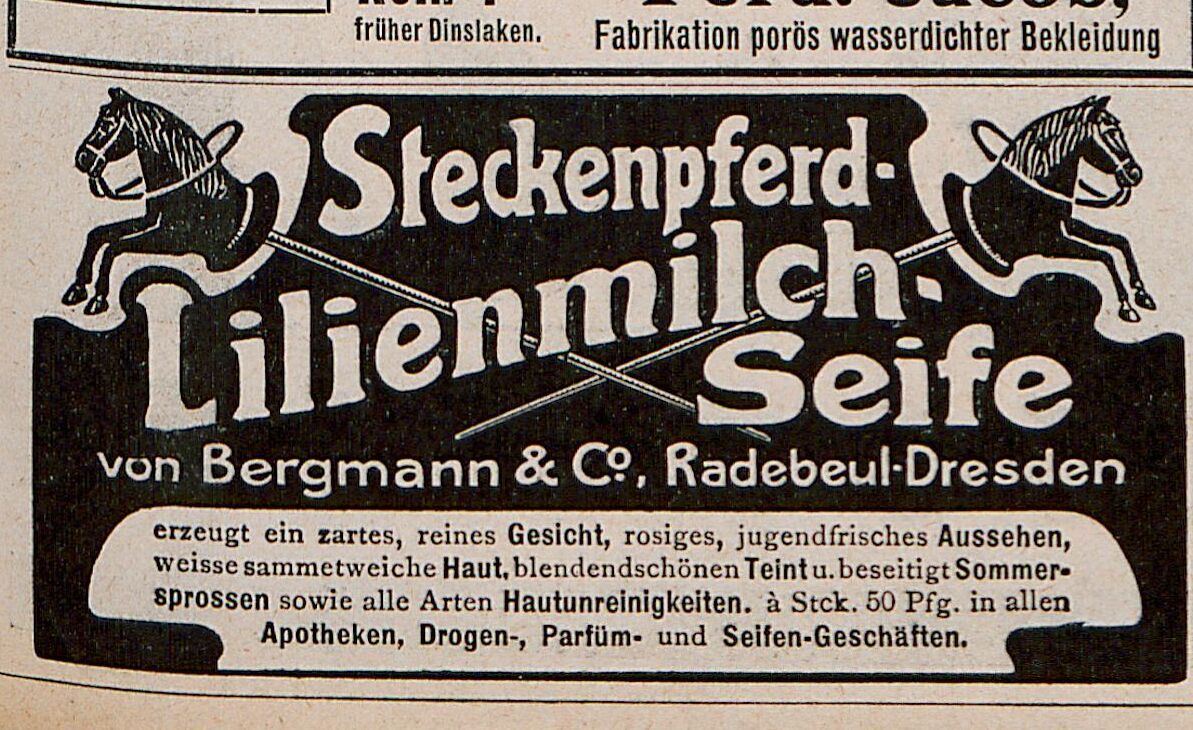 früher Dinslaken.
Fabrikation porös wasserdichter Bekleidung
Steckenpferd-
Lilienmilch-
Seife
von Bergmann & Co., Radebeul-Dresden
erzeugt ein zartes, reines Gesicht, rosiges, jugendfrisches Aussehen,
weisse sammetweiche Haut, blendendschönen Teint u. beseitigt Sommer-
sprossen sowie alle Arten Hautunreinigkeiten. à Stck. 50 Pfg. in allen
Apotheken, Drogen-, Parfüm- und Seifen-Geschäften.